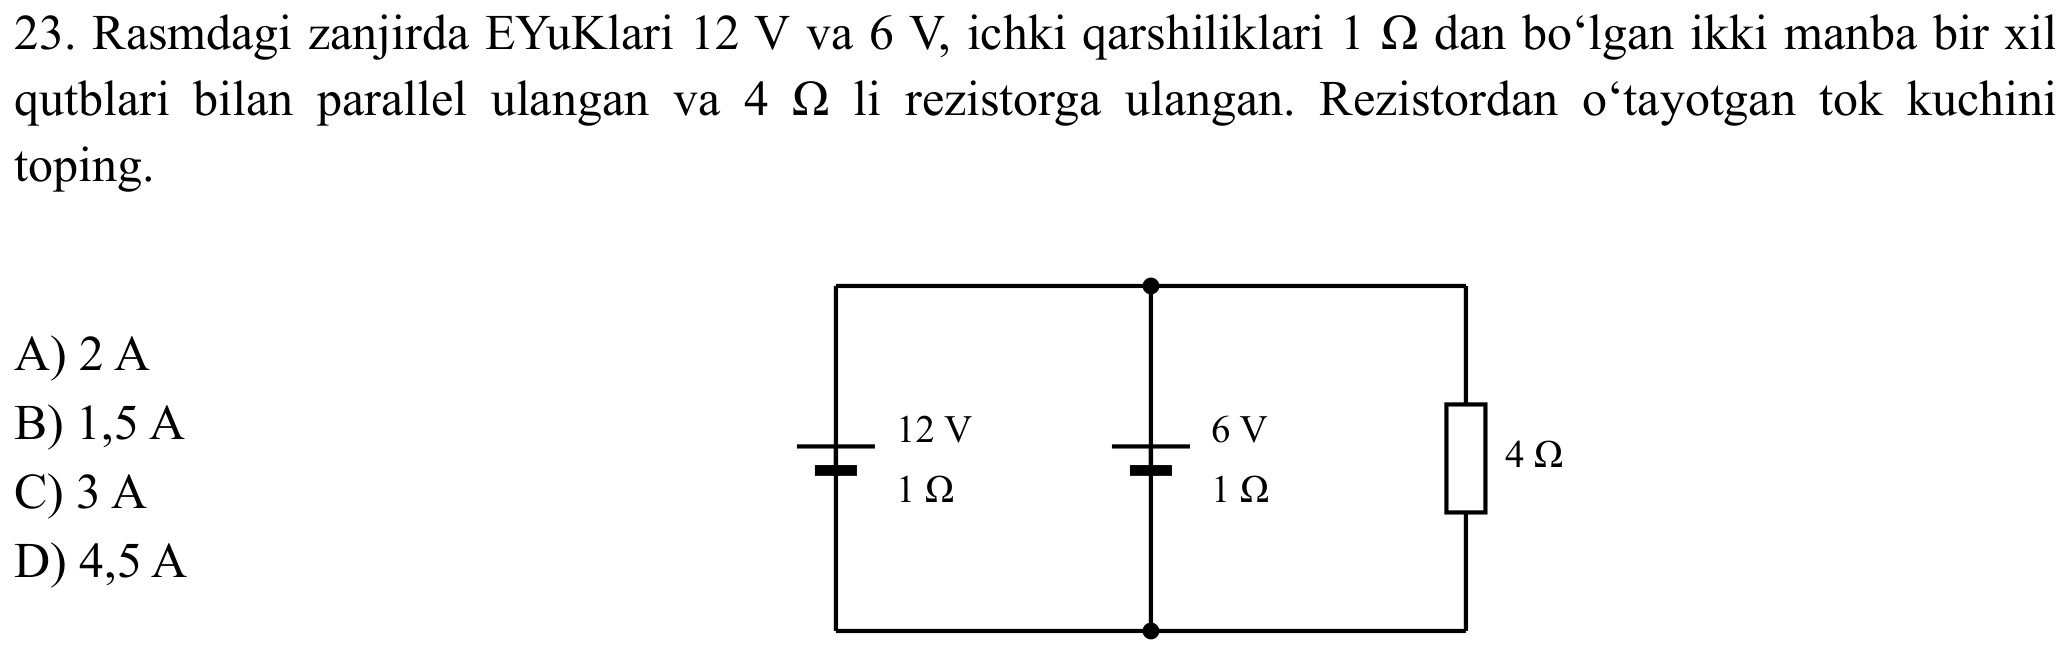 23. Rasmdagi zanjirda EYuKlari 12 V va 6 V, ichki qarshiliklari 1 Ω dan bo‘lgan ikki manba bir xil
qutblari bilan parallel ulangan va 4 Ω li rezistorga ulangan. Rezistordan o‘tayotgan tok kuchini
toping.
A) 2 A
B) 1,5 A
C) 3 A
D) 4,5 A
12 V
1 Ω
6 V
1 Ω
4 Ω